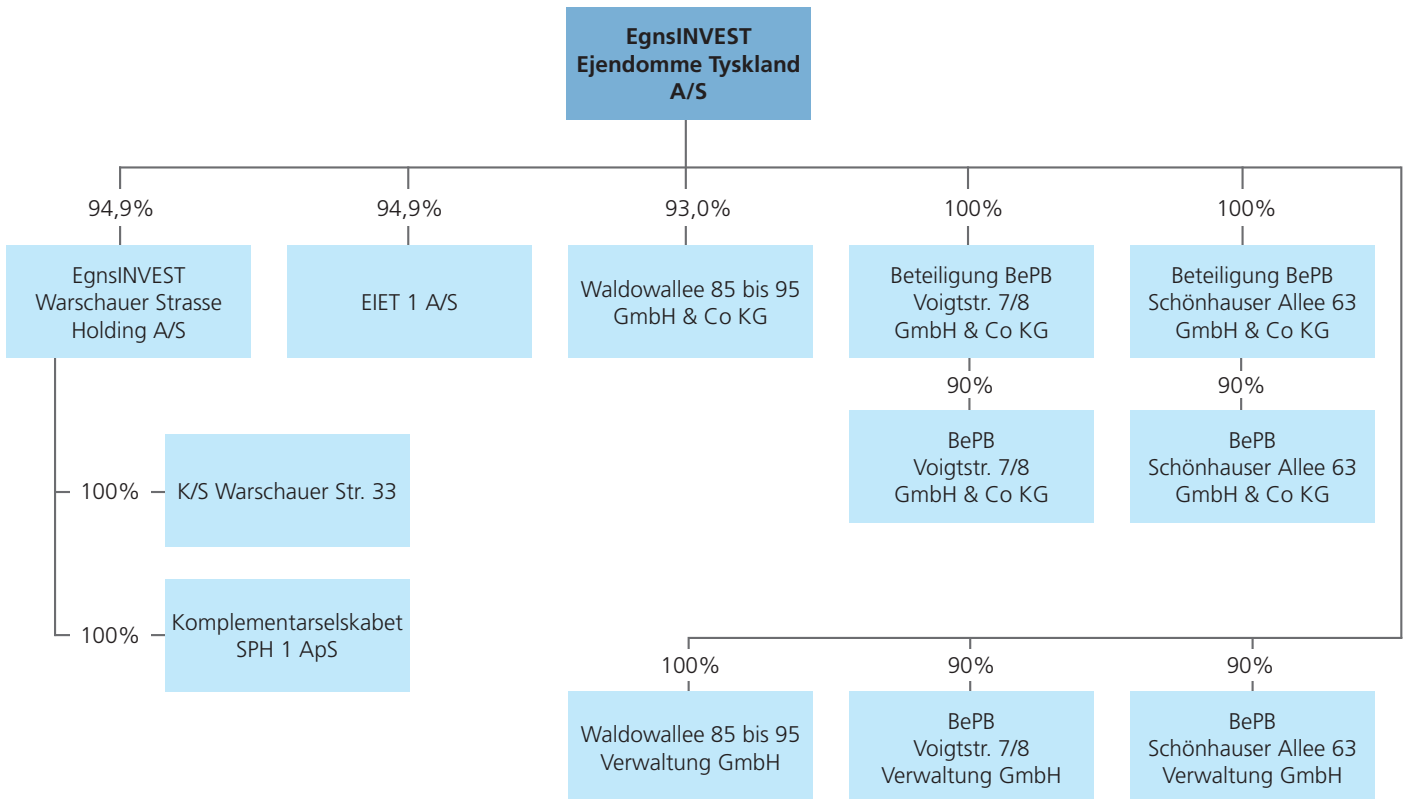 EgnsINVEST
Ejendomme Tyskland
A/S
94,9%
94,9%
93,0%
100%
100%
EgnsINVEST
Warschauer Strasse
Holding A/S
EIET 1 A/S
Waldowallee 85 bis 95
GmbH & Co KG
Beteiligung BePB
Voigtstr. 7/8
GmbH & Co KG
Beteiligung BePB
Schönhauser Allee 63
GmbH & Co KG
90%
90%
BePB
Voigtstr. 7/8
GmbH & Co KG
BePB
Schönhauser Allee 63
GmbH & Co KG
100%
K/S Warschauer Str. 33
100%
Komplementarselskabet
SPH 1 ApS
100%
90%
90%
Waldowallee 85 bis 95
Verwaltung GmbH
BePB
Voigtstr. 7/8
Verwaltung GmbH
BePB
Schönhauser Allee 63
Verwaltung GmbH